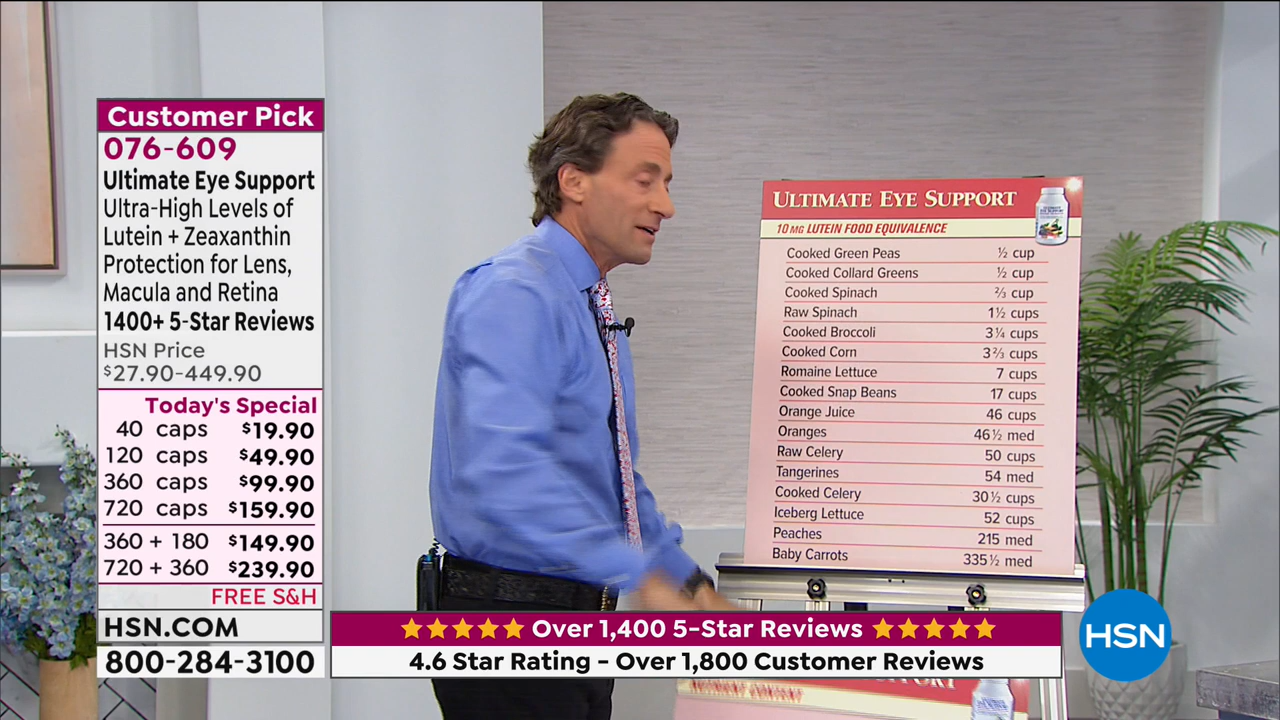 Customer Pick
076-609
Ultimate Eye Support
Ultra-High Levels of
Lutein + Zeaxanthin
Protection for Lens,
Macula and Retina
1400+ 5-Star Reviews
HSN Price
$27.90-449.90
Today's Special
40 caps $19.90
120 caps $49.90
360 caps $99.90
720 caps $159.90
360 + 180 $149.90
720 + 360 $239.90
FREE S&H
HSN.COM
800-284-3100
ULTIMATE EYE SUPPORT
10 MG LUTEIN FOOD EQUIVALENCE
Cooked Green Peas ½ cup
Cooked Collard Greens ½ cup
Cooked Spinach ⅔ cup
Raw Spinach 1½ cups
Cooked Broccoli 3¼ cups
Cooked Corn 3⅔ cups
Romaine Lettuce 7 cups
Cooked Snap Beans 17 cups
Orange Juice 46 cups
Oranges 46½ med
Raw Celery 50 cups
Tangerines 54 med
Cooked Celery 30½ cups
Iceberg Lettuce 52 cups
Peaches 215 med
Baby Carrots 335½ med
Over 1,400 5-Star Reviews
4.6 Star Rating – Over 1,800 Customer Reviews
HSN